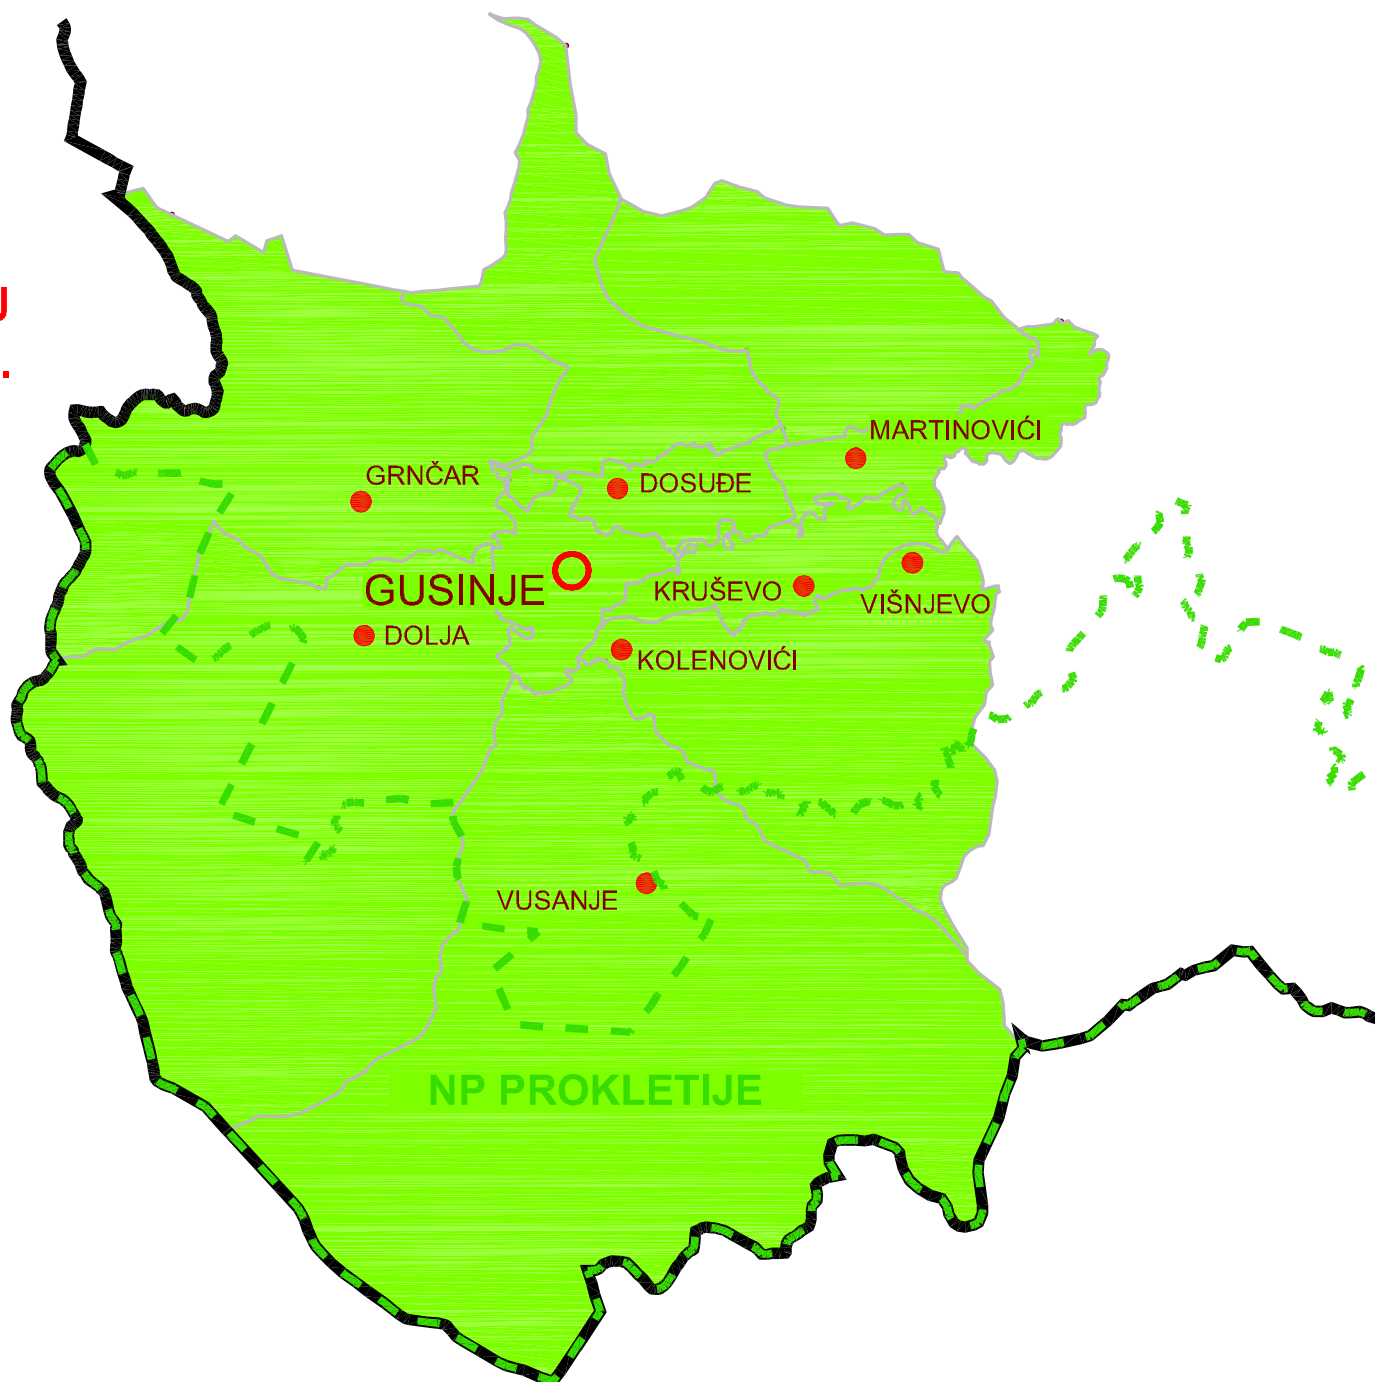 U
.
MARTINOVIĆI
GRNČAR
DOSUĐE
GUSINJE
KRUŠEVO
VIŠNJEVO
DOLJA
KOLENOVIĆI
VUSANJE
NP PROKLETIJE